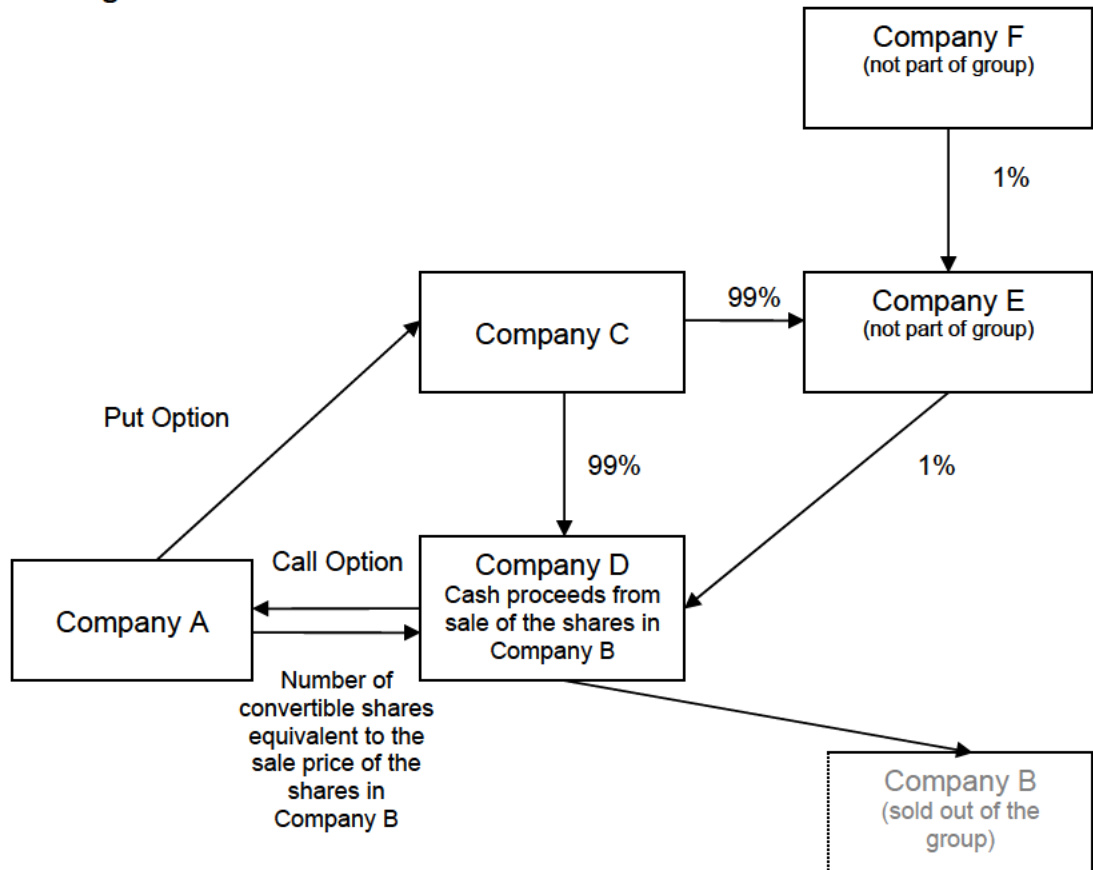 Company F
(not part of group)
1%
Company C
99%
Company E
(not part of group)
Put Option
99%
1%
Company A
Call Option
Company D
Cash proceeds from
sale of the shares in
Company B
Number of
convertible shares
equivalent to the
sale price of the
shares in
Company B
Company B
(sold out of the
group)